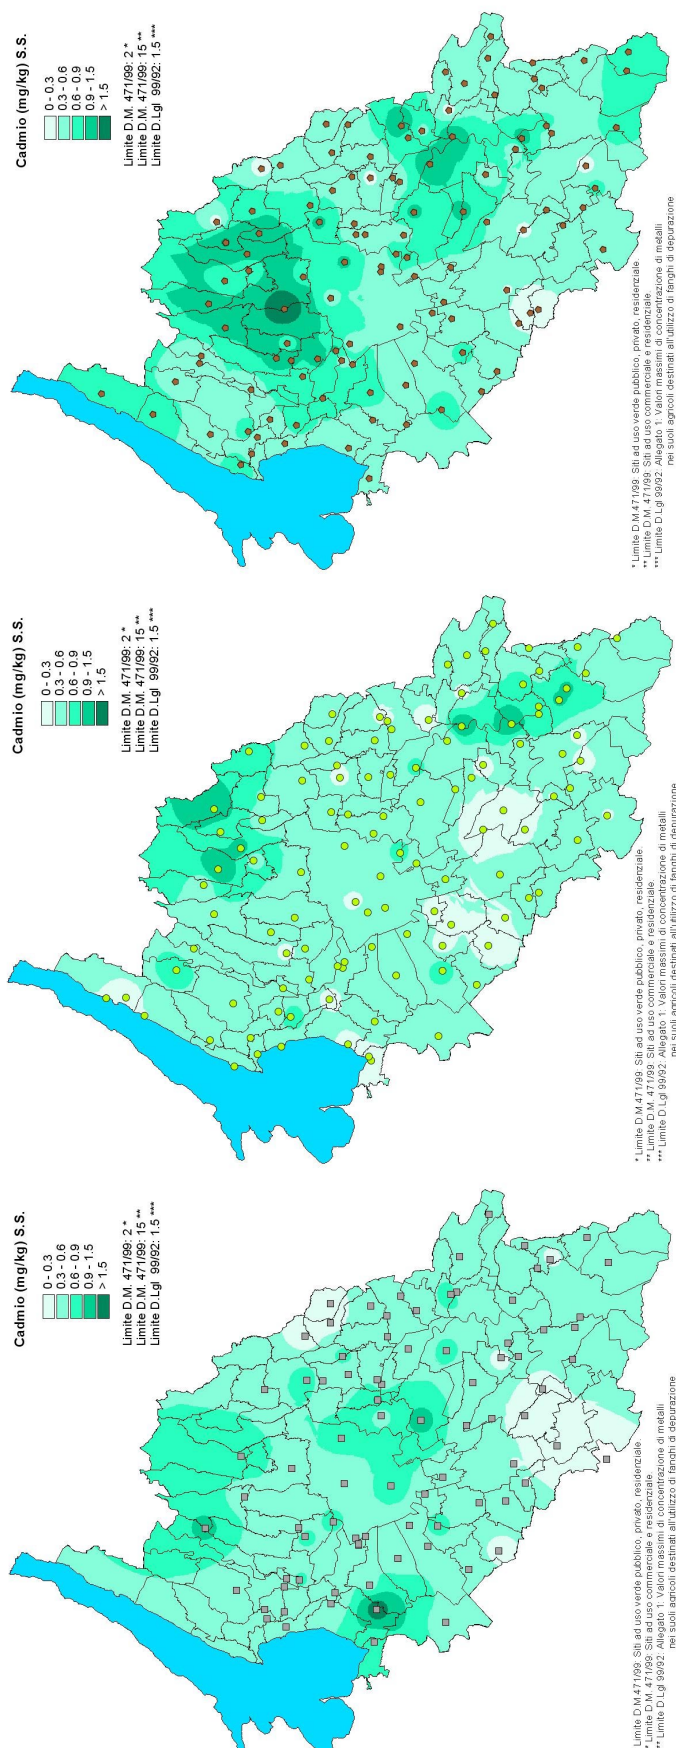 Cadmio (mg/kg) S.S.
0 - 0.3
0.3 - 0.6
0.6 - 0.9
0.9 - 1.5
> 1.5
Limite D.M. 471/99: 2 *
Limite D.M. 471/99: 15 **
Limite D.Lgl 99/92: 1.5 ***
* Limite D.M.471/99: Siti ad uso verde pubblico, privato, residenziale.
** Limite D.M. 471/99: Siti ad uso commerciale e residenziale.
*** Limite D.Lgl 99/92: Allegato 1: Valori massimi di concentrazione di metalli
nei suoli agricoli destinati all'utilizzo di fanghi di depurazione
Cadmio (mg/kg) S.S.
0 - 0.3
0.3 - 0.6
0.6 - 0.9
0.9 - 1.5
> 1.5
Limite D.M. 471/99: 2 *
Limite D.M. 471/99: 15 **
Limite D.Lgl 99/92: 1.5 ***
* Limite D.M.471/99: Siti ad uso verde pubblico, privato, residenziale.
** Limite D.M. 471/99: Siti ad uso commerciale e residenziale.
*** Limite D.Lgl 99/92: Allegato 1: Valori massimi di concentrazione di metalli
nei suoli agricoli destinati all'utilizzo di fanghi di depurazione
Cadmio (mg/kg) S.S.
0 - 0.3
0.3 - 0.6
0.6 - 0.9
0.9 - 1.5
> 1.5
Limite D.M. 471/99: 2 *
Limite D.M. 471/99: 15 **
Limite D.Lgl 99/92: 1.5 ***
Limite D.M.471/99: Siti ad uso verde pubblico, privato, residenziale.
* Limite D.M. 471/99: Siti ad uso commerciale e residenziale.
** Limite D.Lgl 99/92: Allegato 1: Valori massimi di concentrazione di metalli
nei suoli agricoli destinati all'utilizzo di fanghi di depurazione